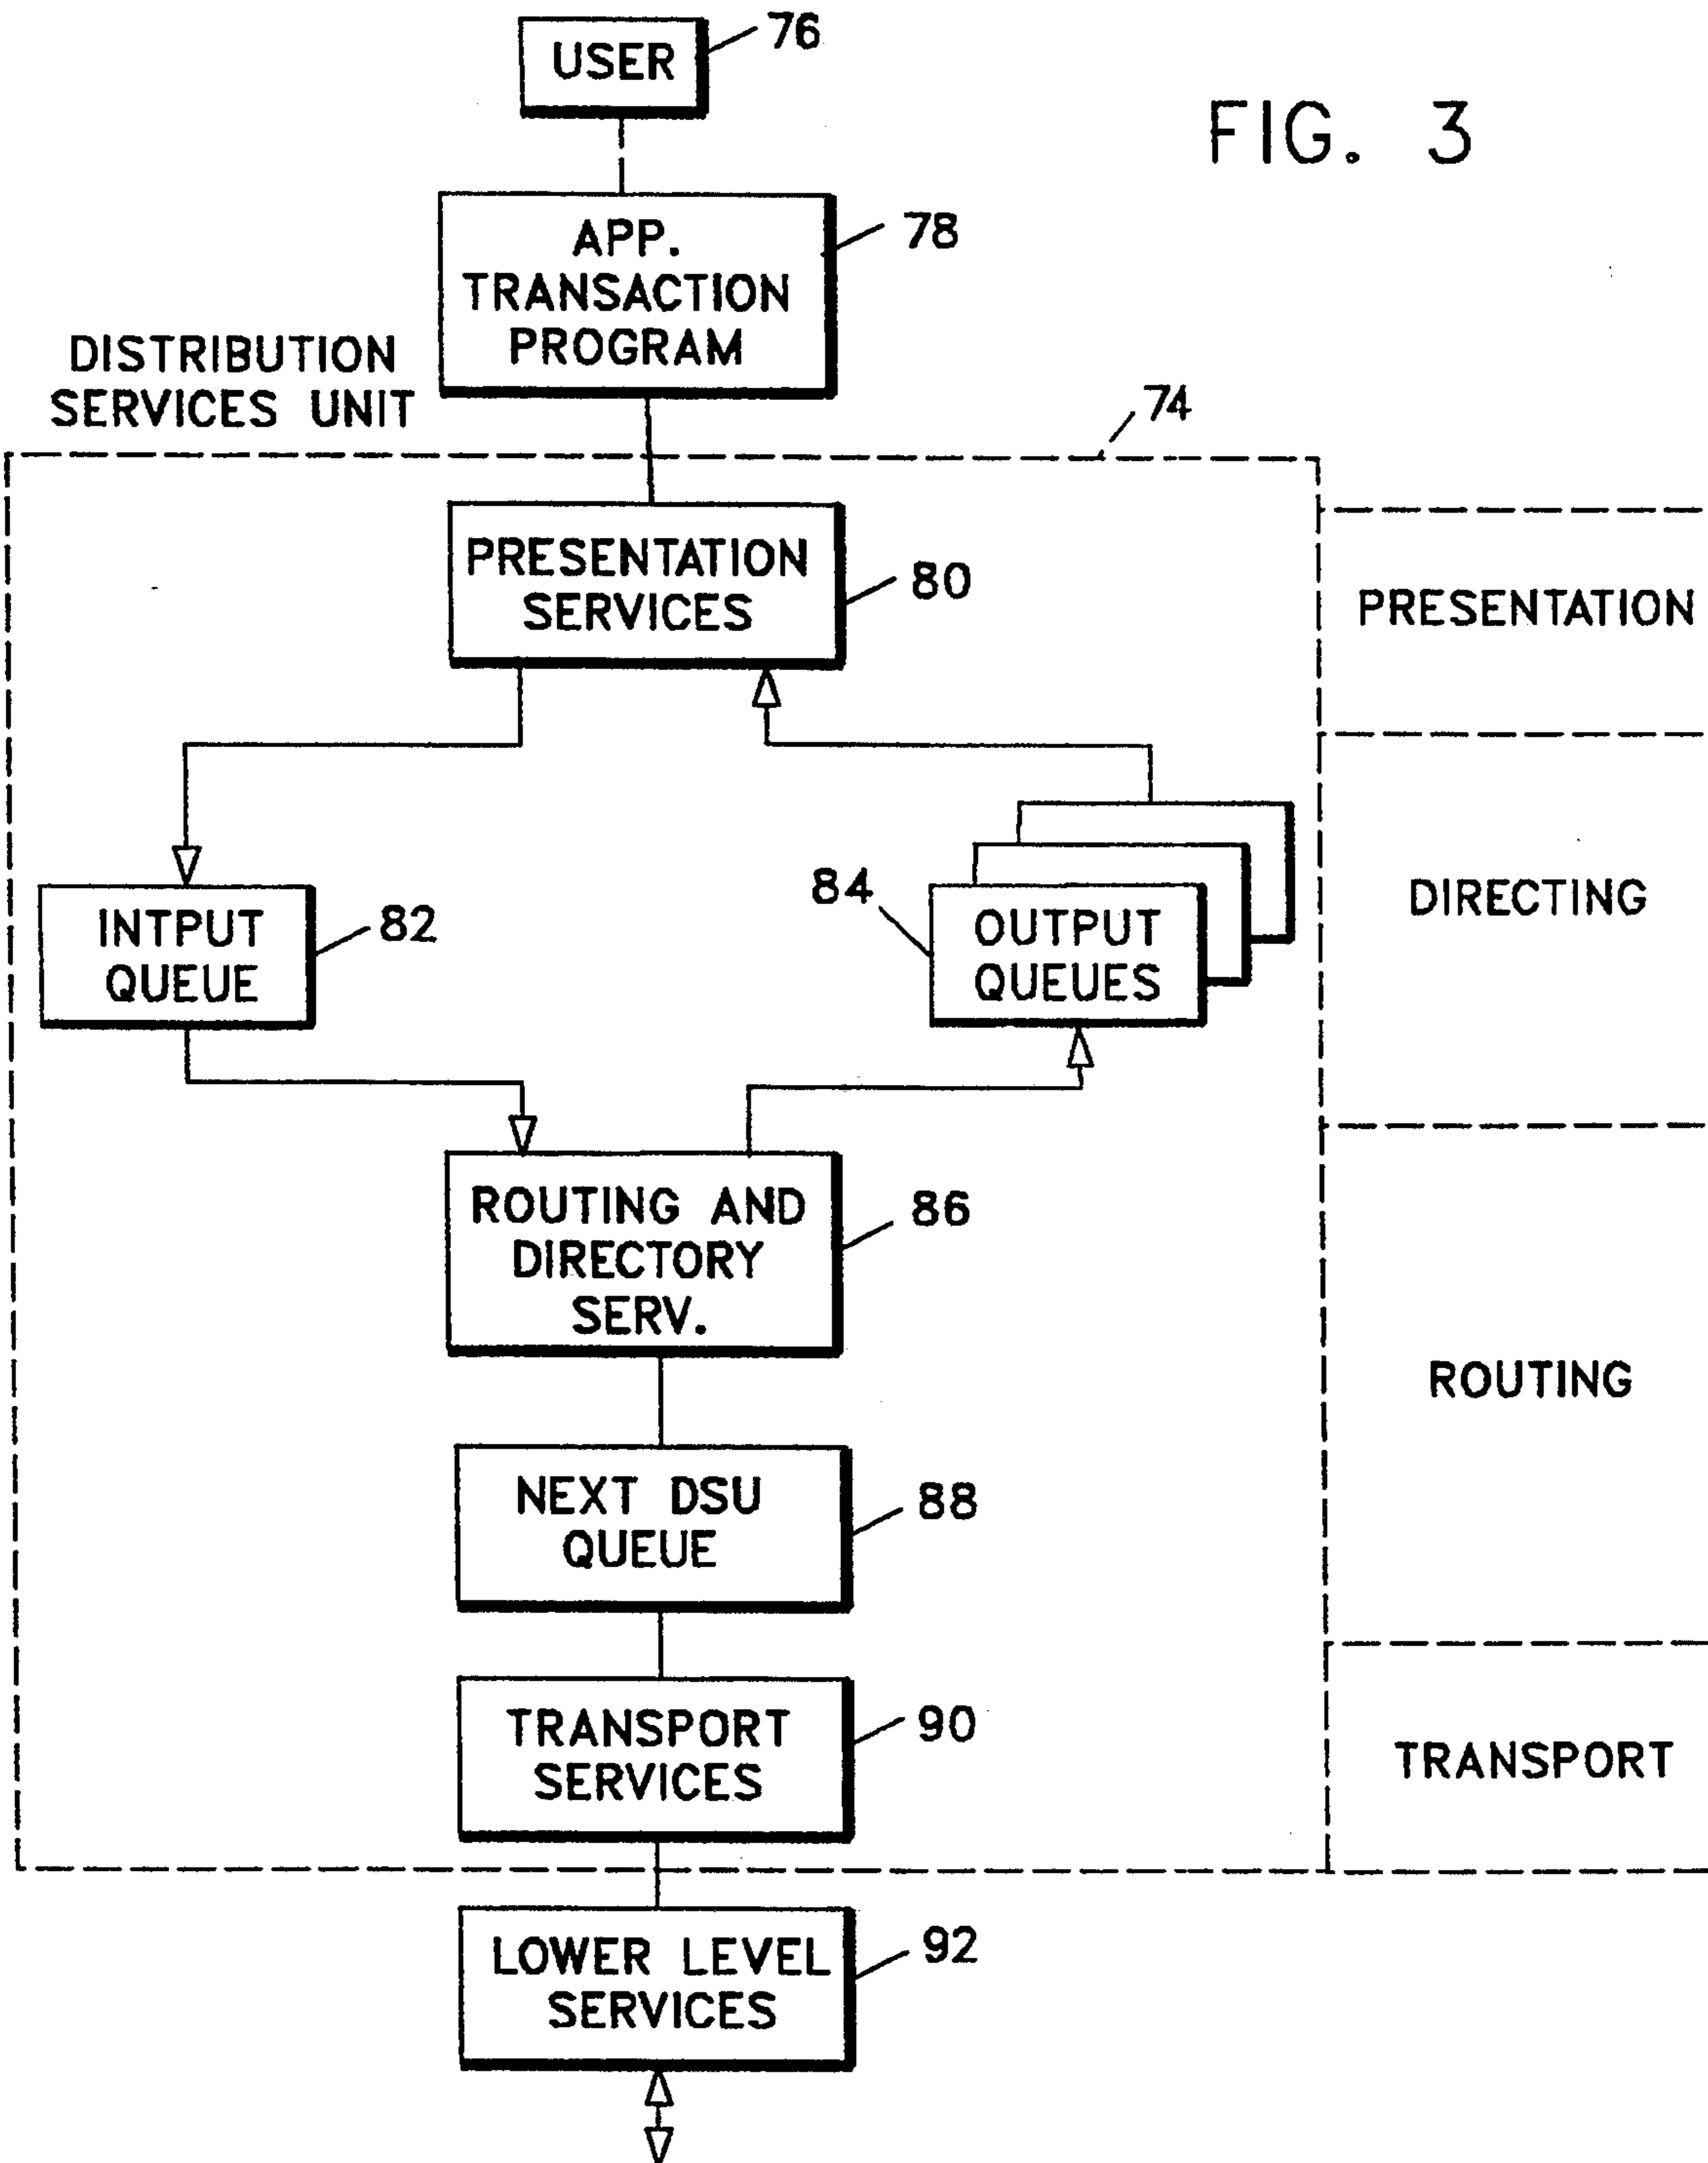 USER
76
FIG. 3
APP.
TRANSACTION
PROGRAM
78
DISTRIBUTION
SERVICES UNIT
74
PRESENTATION
SERVICES
80
PRESENTATION
INTPUT
QUEUE
82
84
OUTPUT
QUEUES
DIRECTING
ROUTING AND
DIRECTORY
SERV.
86
ROUTING
NEXT DSU
QUEUE
88
TRANSPORT
SERVICES
90
TRANSPORT
LOWER LEVEL
SERVICES
92